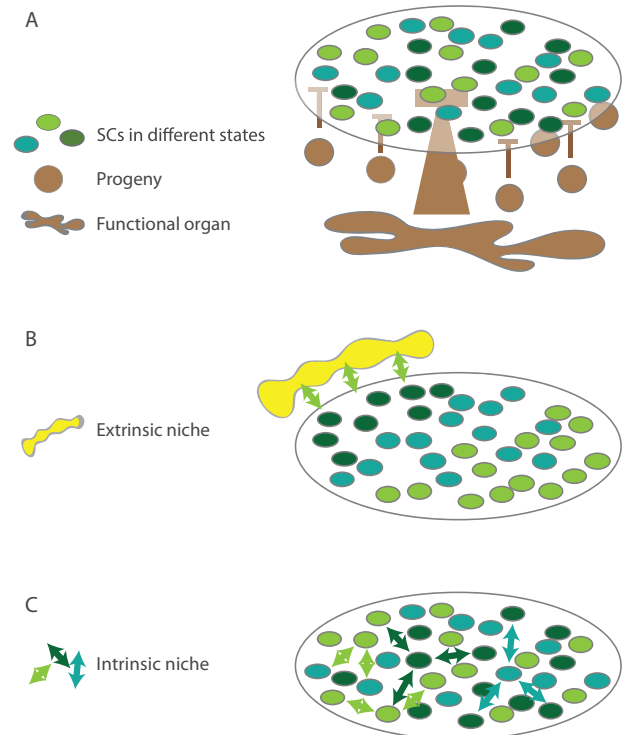 A
SCs in different states
Progeny
Functional organ
B
Extrinsic niche
C
Intrinsic niche